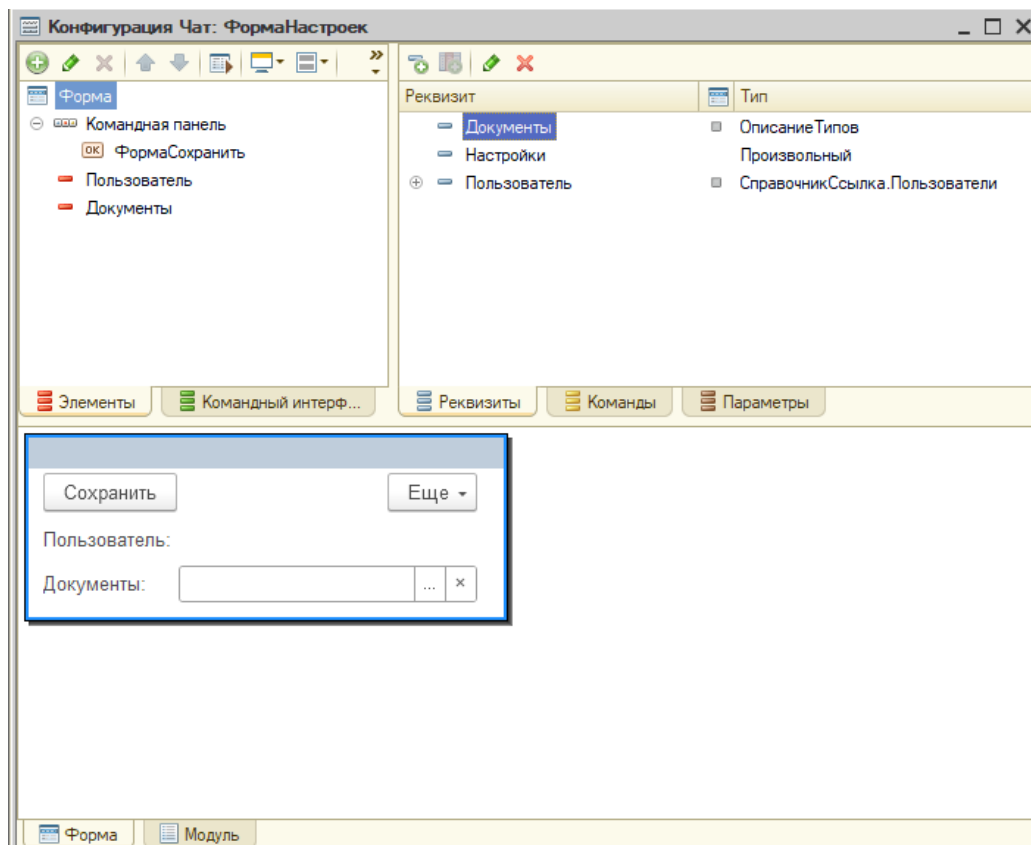 Конфигурация Чат: ФормаНастроек
Форма
Командная панель
ФормаСохранить
Пользователь
Документы
Элементы
Командный интерф...
Реквизит Тип
Документы ОписаниеТипов
Настройки Произвольный
Пользователь СправочникСсылка.Пользователи
Реквизиты
Команды
Параметры
Сохранить
Еще
Пользователь:
Документы: ...
Форма
Модуль